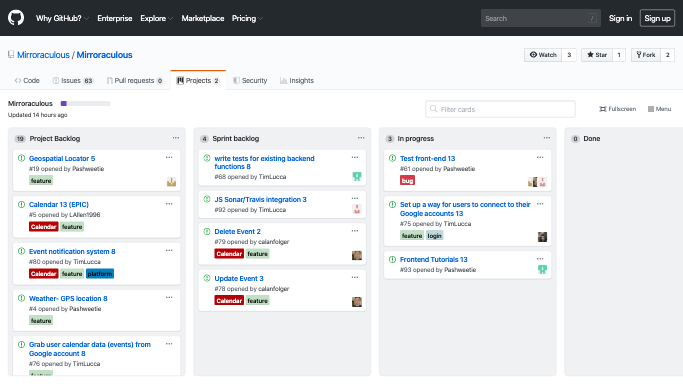 Why GitHub? Enterprise Explore Marketplace Pricing Search / Sign in Sign up
Mirroraculous / Mirroraculous Watch 3 Star 1 Fork 2
Code Issues 63 Pull requests 0 Projects 2 Security Insights
Mirroraculous
Updated 14 hours ago
Filter cards Fullscreen Menu
19 Project Backlog
Geospatial Locator 5
#19 opened by Pashweetie
feature
Calendar 13 (EPIC)
#5 opened by LAllen1996
Calendar feature
Event notification system 8
#80 opened by TimLucca
Calendar feature platform
Weather- GPS location 8
#4 opened by Pashweetie
feature
Grab user calendar data (events) from
Google account 8
#76 opened by TimLucca
feature
4 Sprint backlog
write tests for existing backend
functions 8
#68 opened by TimLucca
JS Sonar/Travis integration 3
#92 opened by TimLucca
Delete Event 2
#79 opened by calanfolger
Calendar feature
Update Event 3
#78 opened by calanfolger
Calendar feature
3 In progress
Test front-end 13
#61 opened by Pashweetie
bug
Set up a way for users to connect to their
Google accounts 13
#75 opened by TimLucca
feature login
Frontend Tutorials 13
#93 opened by Pashweetie
0 Done